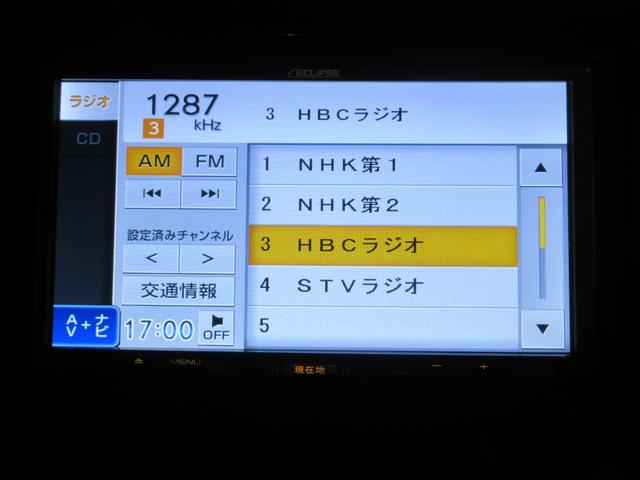 ECLIPSE
ラジオ
1287
3 kHz
3 HBCラジオ
CD
AM FM
1 NHK第1
2 NHK第2
設定済みチャンネル
3 HBCラジオ
< >
交通情報
4 STVラジオ
AV+ナビ
17:00
OFF
5
MENU
現在地